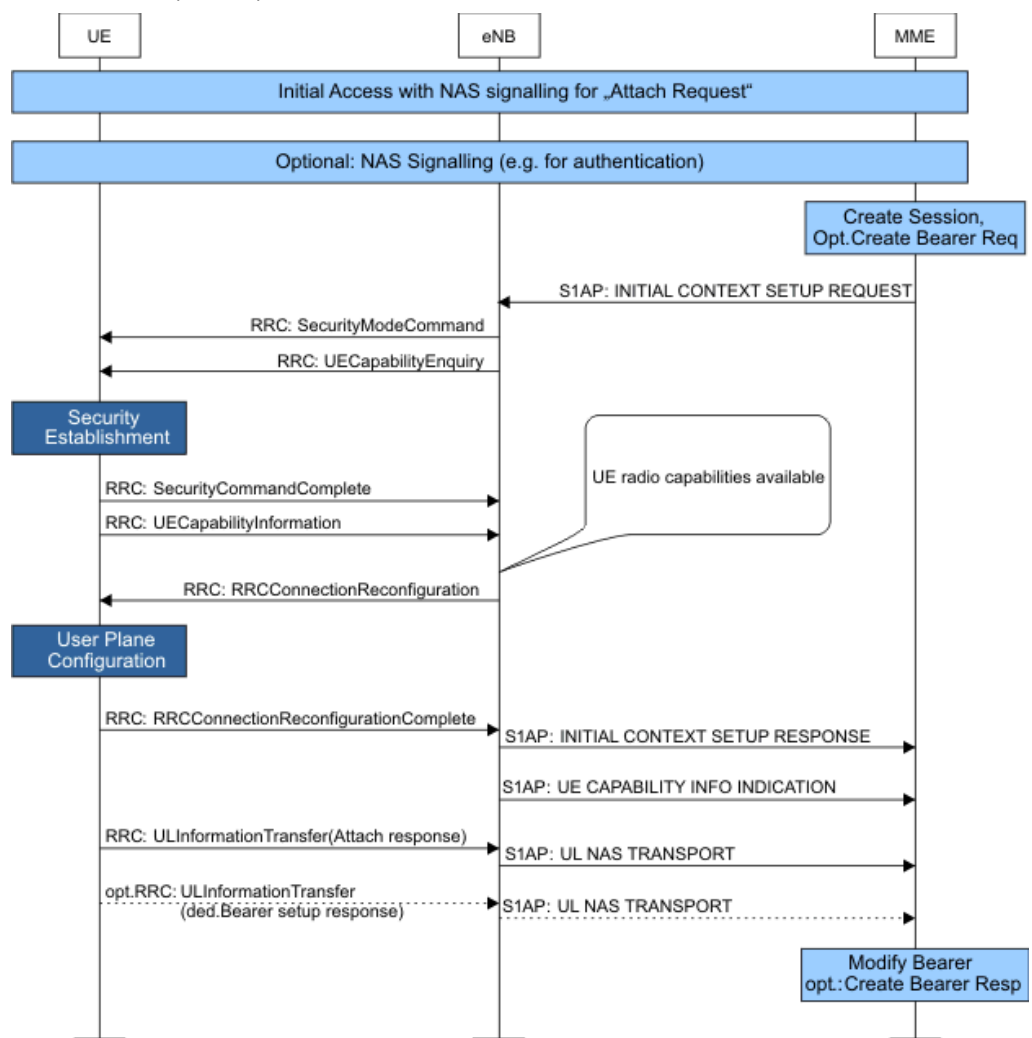 UE
eNB
MME
Initial Access with NAS signalling for „Attach Request“
Optional: NAS Signalling (e.g. for authentication)
Create Session,
Opt.Create Bearer Req
S1AP: INITIAL CONTEXT SETUP REQUEST
RRC: SecurityModeCommand
RRC: UECapabilityEnquiry
Security
Establishment
UE radio capabilities available
RRC: SecurityCommandComplete
RRC: UECapabilityInformation
RRC: RRCConnectionReconfiguration
User Plane
Configuration
RRC: RRCConnectionReconfigurationComplete
S1AP: INITIAL CONTEXT SETUP RESPONSE
S1AP: UE CAPABILITY INFO INDICATION
RRC: ULInformationTransfer(Attach response)
S1AP: UL NAS TRANSPORT
opt.RRC: ULInformationTransfer
(ded.Bearer setup response)
S1AP: UL NAS TRANSPORT
Modify Bearer
opt.:Create Bearer Resp